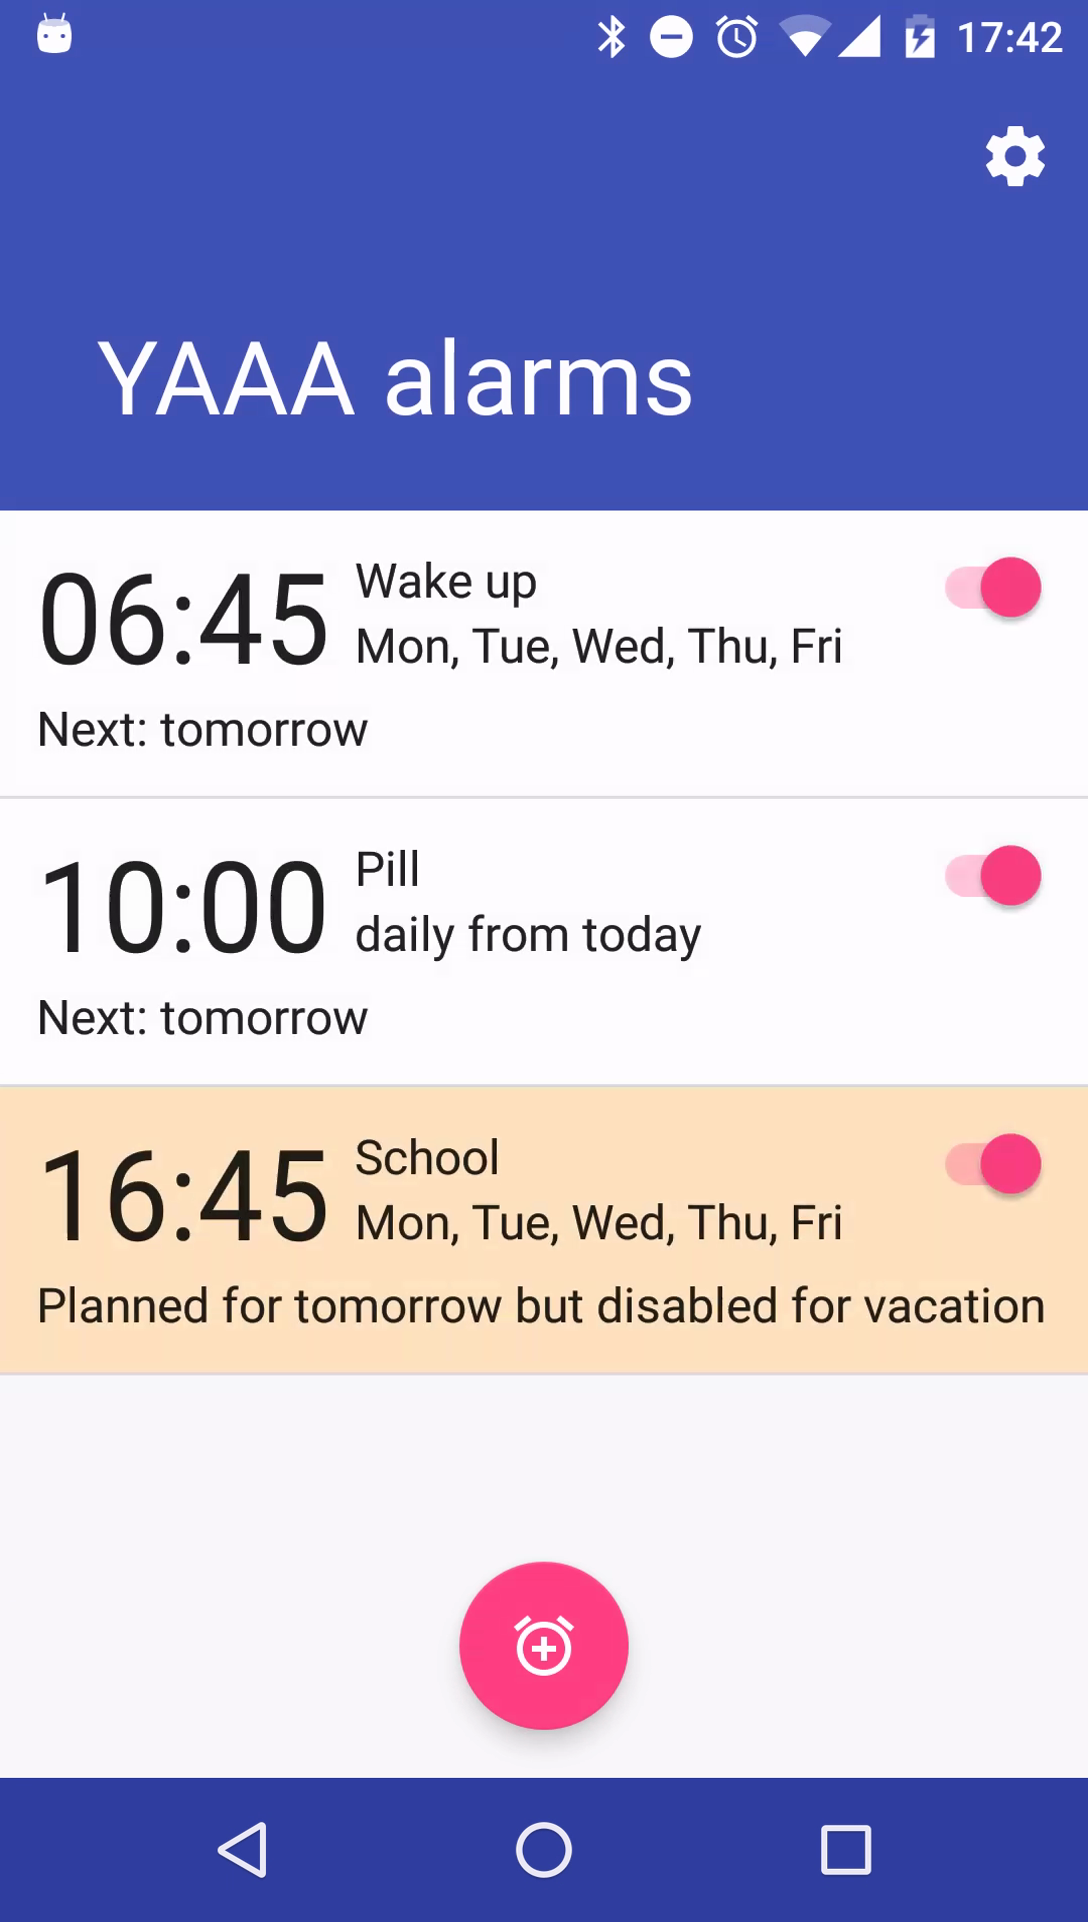 17:42
YAAA alarms
06:45 Wake up
Mon, Tue, Wed, Thu, Fri
Next: tomorrow
10:00 Pill
daily from today
Next: tomorrow
16:45 School
Mon, Tue, Wed, Thu, Fri
Planned for tomorrow but disabled for vacation